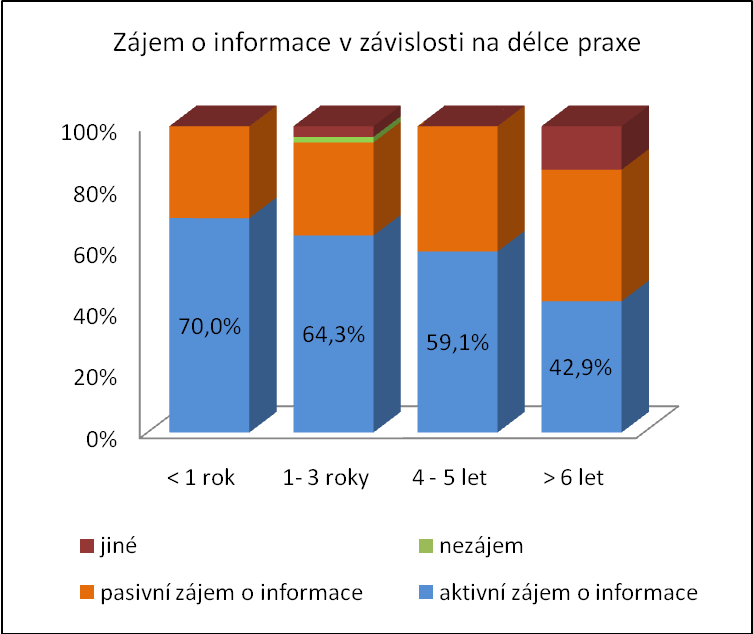 Zájem o informace v závislosti na délce praxe
100%
80%
60%
40%
20%
0%
70,0%
64,3%
59,1%
42,9%
< 1 rok
1- 3 roky
4 - 5 let
> 6 let
jiné
nezájem
pasivní zájem o informace
aktivní zájem o informace